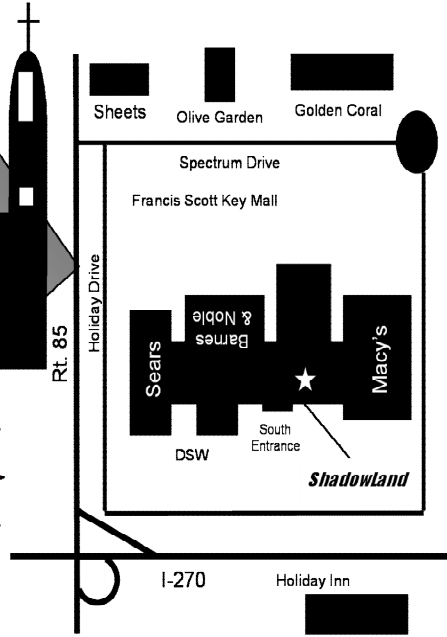 Sheets
Olive Garden
Golden Coral
Spectrum Drive
Francis Scott Key Mall
Holiday Drive
Rt. 85
Barnes
& Noble
Sears
Macy's
DSW
South
Entrance
ShadowLand
I-270
Holiday Inn